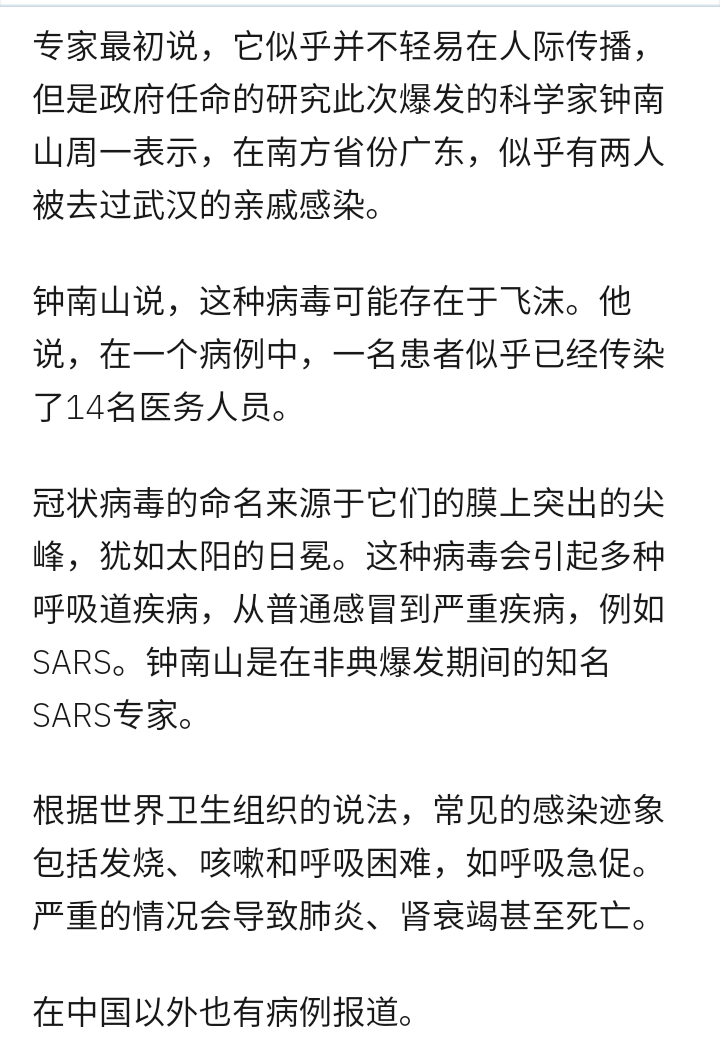 专家最初说，它似乎并不轻易在人际传播，
但是政府任命的研究此次爆发的科学家钟南
山周一表示，在南方省份广东，似乎有两人
被去过武汉的亲戚感染。
钟南山说，这种病毒可能存在于飞沫。他
说，在一个病例中，一名患者似乎已经传染
了14名医务人员。
冠状病毒的命名来源于它们的膜上突出的尖
峰，犹如太阳的日冕。这种病毒会引起多种
呼吸道疾病，从普通感冒到严重疾病，例如
SARS。钟南山是在非典爆发期间的知名
SARS专家。
根据世界卫生组织的说法，常见的感染迹象
包括发烧、咳嗽和呼吸困难，如呼吸急促。
严重的情况会导致肺炎、肾衰竭甚至死亡。
在中国以外也有病例报道。